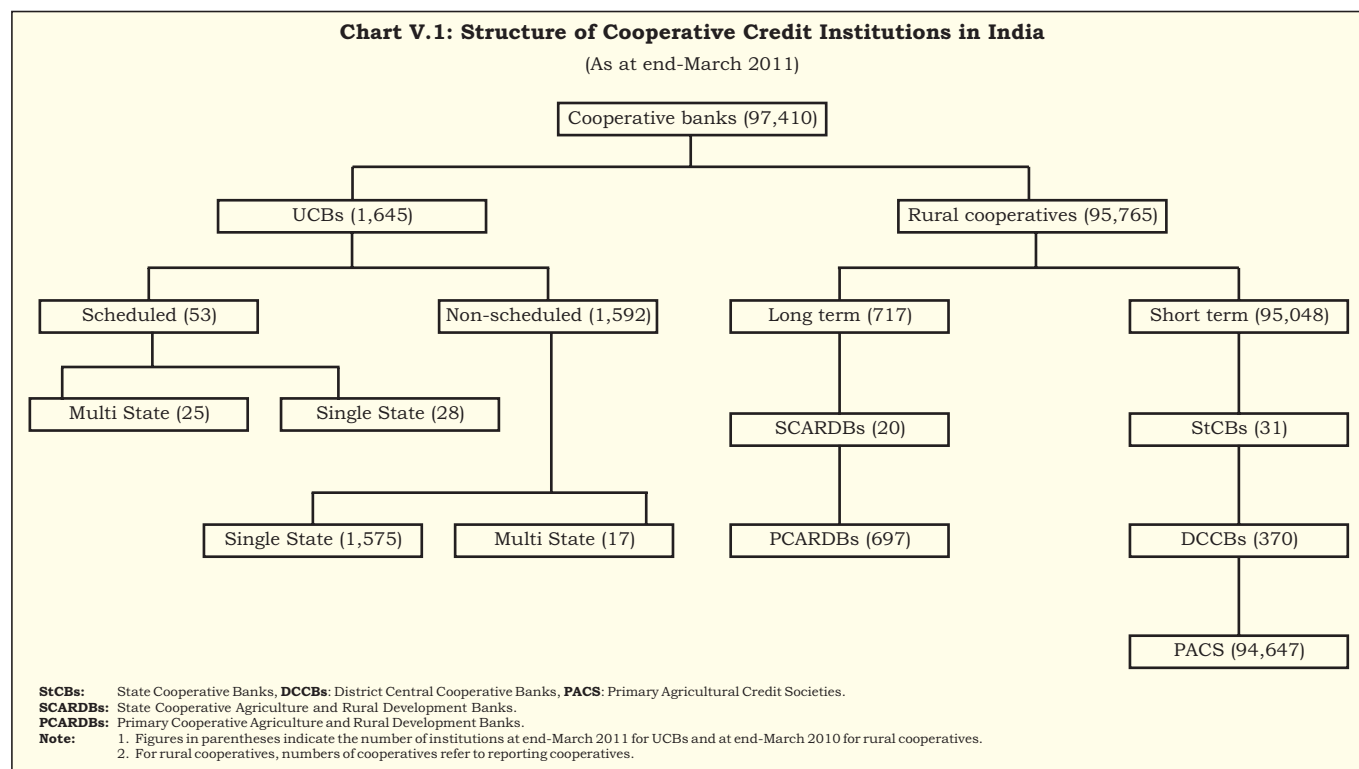 Chart V.1: Structure of Cooperative Credit Institutions in India
(As at end-March 2011)
Cooperative banks (97,410)
UCBs (1,645)
Rural cooperatives (95,765)
Scheduled (53)
Non-scheduled (1,592)
Long term (717)
Short term (95,048)
Multi State (25)
Single State (28)
SCARDBs (20)
StCBs (31)
Single State (1,575)
Multi State (17)
PCARDBs (697)
DCCBs (370)
PACS (94,647)
StCBs: State Cooperative Banks, DCCBs: District Central Cooperative Banks, PACS: Primary Agricultural Credit Societies.
SCARDBs: State Cooperative Agriculture and Rural Development Banks.
PCARDBs: Primary Cooperative Agriculture and Rural Development Banks.
Note: 1. Figures in parentheses indicate the number of institutions at end-March 2011 for UCBs and at end-March 2010 for rural cooperatives.
2. For rural cooperatives, numbers of cooperatives refer to reporting cooperatives.